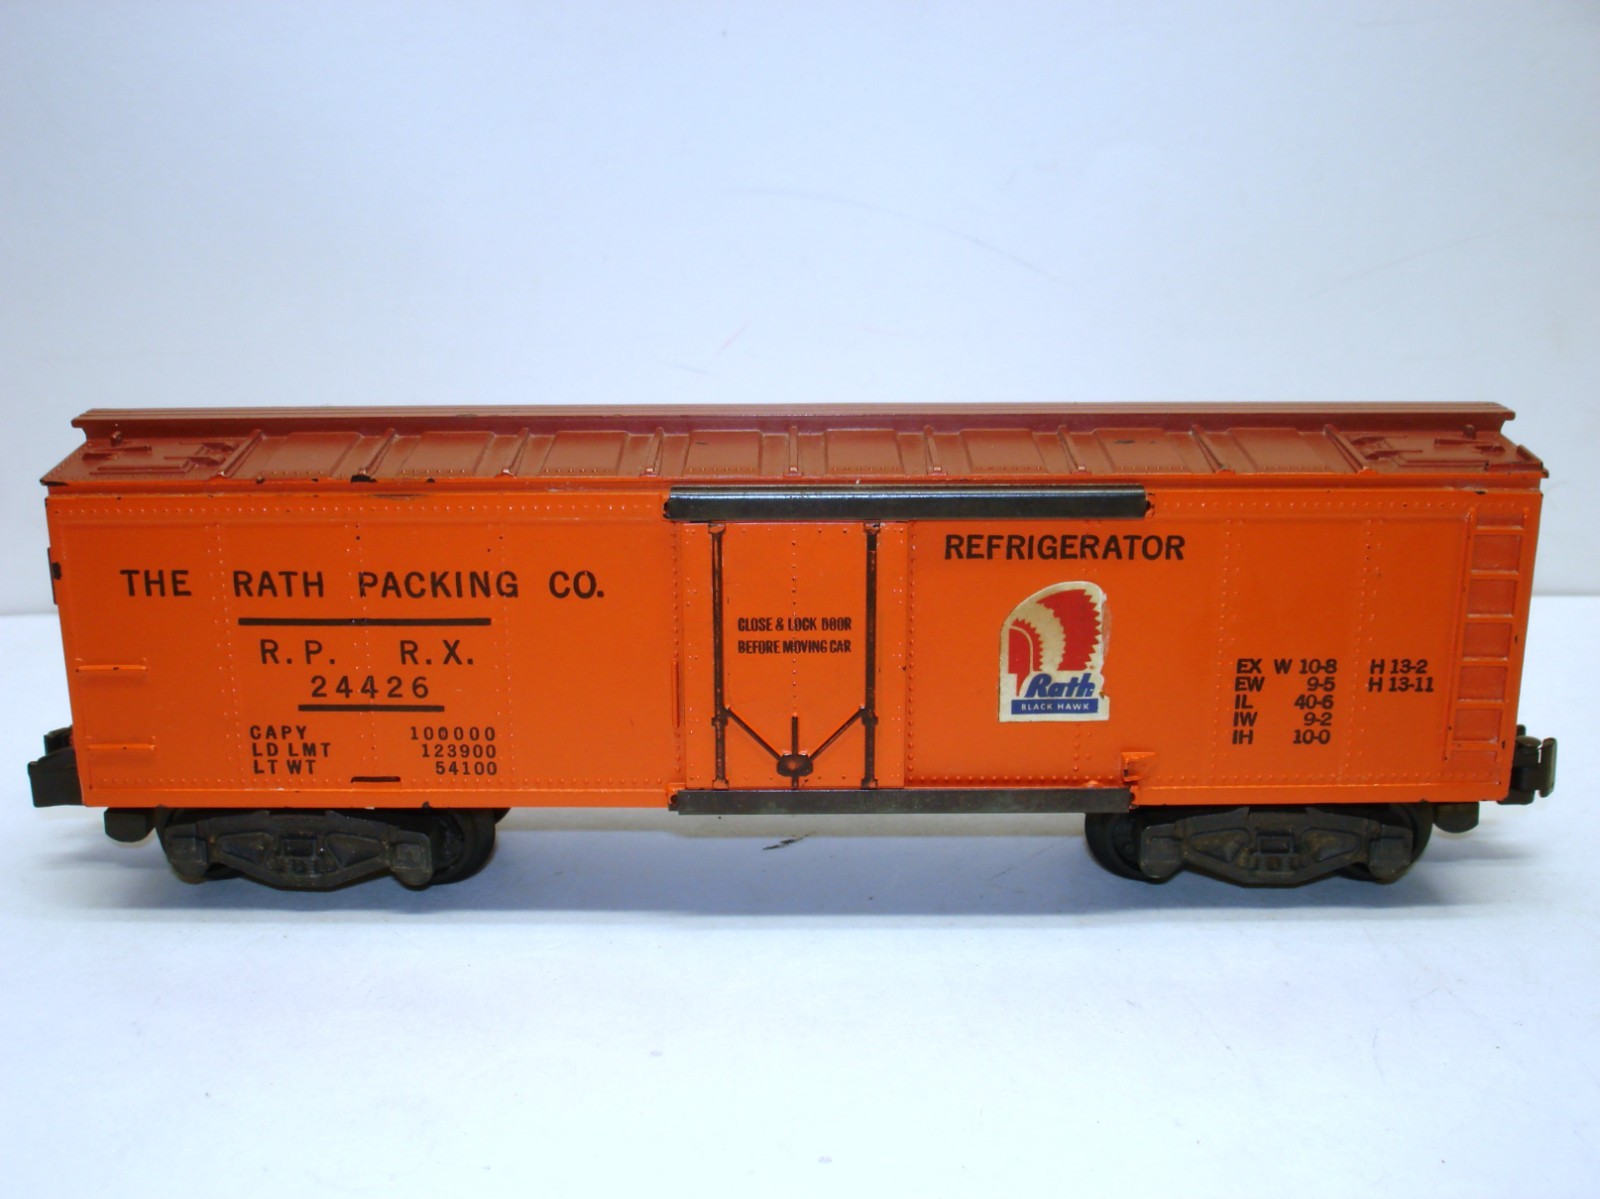 THE RATH PACKING CO.
R.P. R.X.
24426
CAPY 100000
LD LMT 123900
LT WT 54100
CLOSE & LOCK DOOR
BEFORE MOVING CAR
REFRIGERATOR
Rath
BLACK HAWK
EX W 10-8 H 13-2
EW 9-5 H 13-11
IL 40-6
IW 9-2
IH 10-0